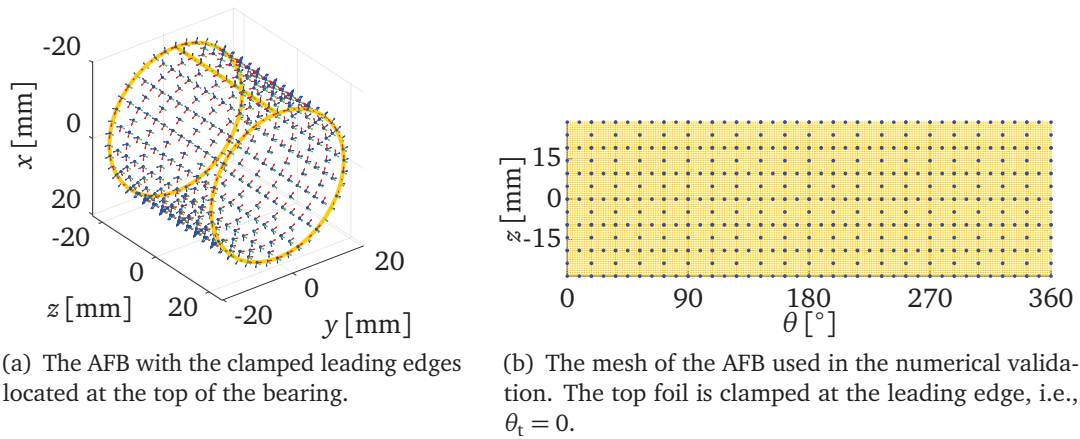 -20
0
20
x [mm]
-20
0
20
z [mm]
-20
0
20
y [mm]
15
0
-15
z [mm]
0 90 180 270 360
θ [°]
(a) The AFB with the clamped leading edges
located at the top of the bearing.
(b) The mesh of the AFB used in the numerical valida-
tion. The top foil is clamped at the leading edge, i.e.,
θt = 0.